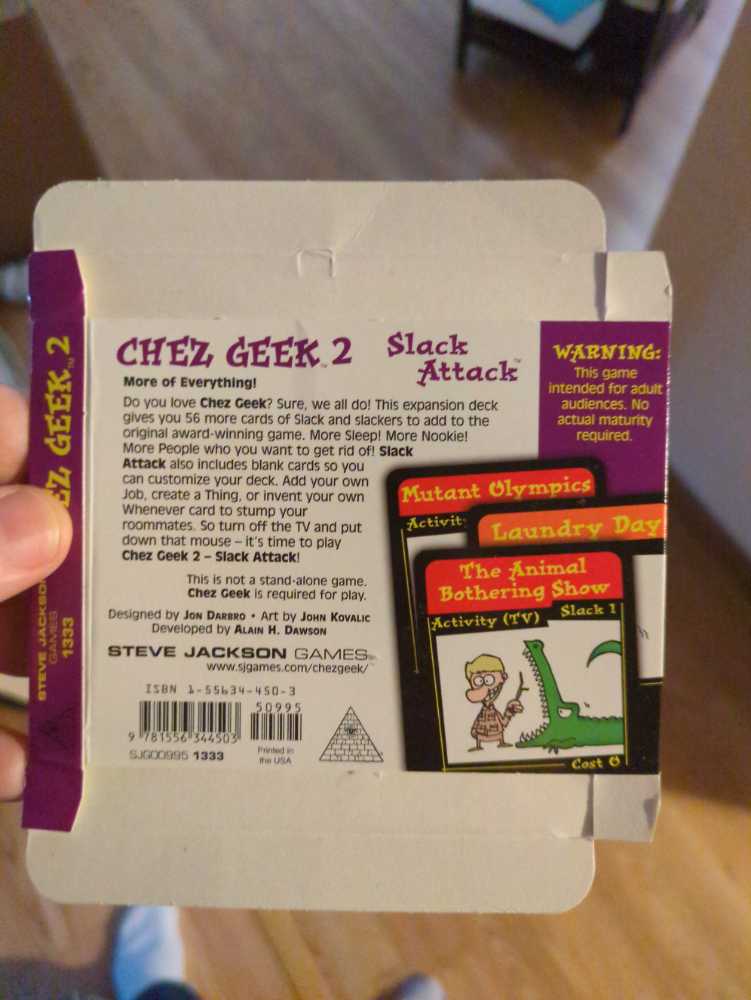 CHEZ GEEK™ 2
Slack
Attack™
More of Everything!
Do you love Chez Geek? Sure, we all do! This expansion deck
gives you 56 more cards of Slack and slackers to add to the
original award-winning game. More Sleep! More Nookie!
More People who you want to get rid of! Slack
Attack also includes blank cards so you
can customize your deck. Add your own
Job, create a Thing, or invent your own
Whenever card to stump your
roommates. So turn off the TV and put
down that mouse – it's time to play
Chez Geek 2 – Slack Attack!
This is not a stand-alone game.
Chez Geek is required for play.
Designed by JON DARBRO • Art by JOHN KOVALIC
Developed by ALAIN H. DAWSON
STEVE JACKSON GAMES™
www.sjgames.com/chezgeek/
ISBN 1-55634-450-3
50995
9 781556 344503
SJG00995 1333
Printed in
the USA
WARNING:
This game
intended for adult
audiences. No
actual maturity
required.
Mutant Olympics
Activit
Laundry Day
The Animal
Bothering Show
Activity (TV) Slack 1
Cost 0
EZ GEEK™ 2
STEVE JACKSON
GAMES
1333